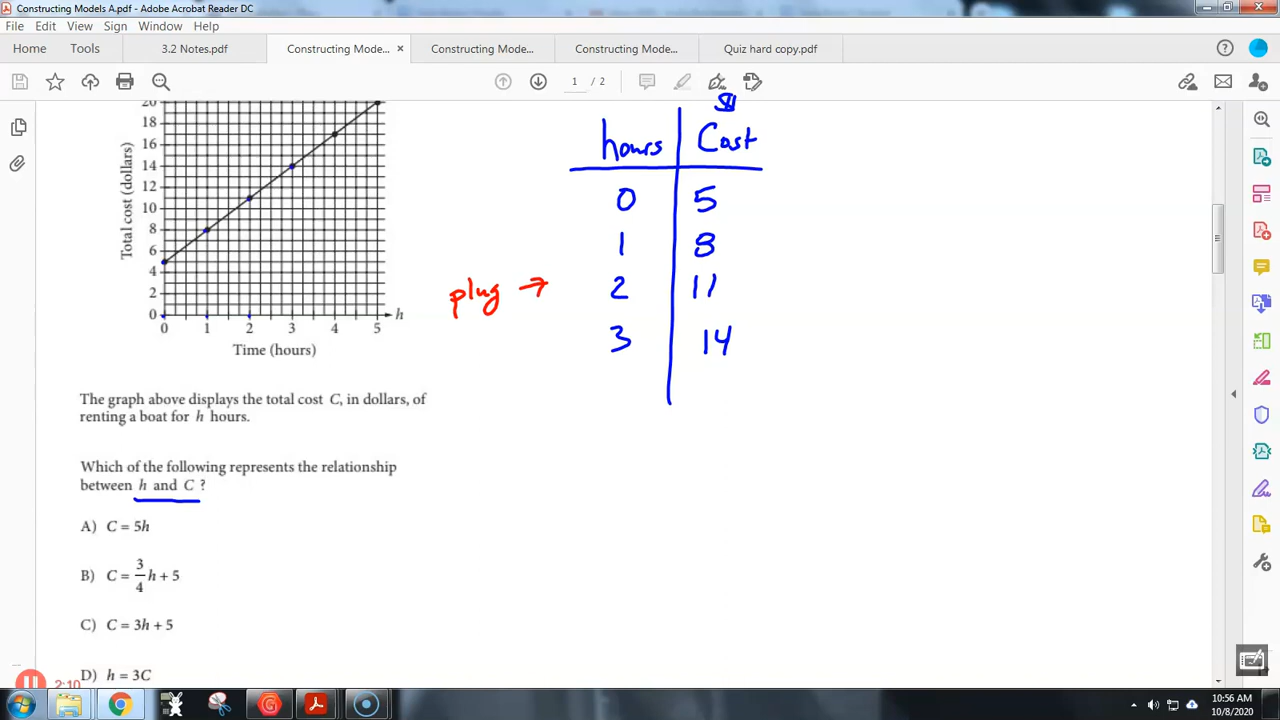 Constructing Models A.pdf - Adobe Acrobat Reader DC
File Edit View Sign Window Help
Home Tools 3.2 Notes.pdf Constructing Mode... × Constructing Mode... Constructing Mode... Quiz hard copy.pdf
1 / 2
20
18
16
14
12
10
8
6
4
2
0
Total cost (dollars)
0 1 2 3 4 5 h
Time (hours)
hours Cost
0 5
1 8
plug → 2 11
3 14
The graph above displays the total cost C, in dollars, of
renting a boat for h hours.
Which of the following represents the relationship
between h and C ?
A) C = 5h
B) C = 3/4 h + 5
C) C = 3h + 5
D) h = 3C
2:10
10:56 AM
10/8/2020